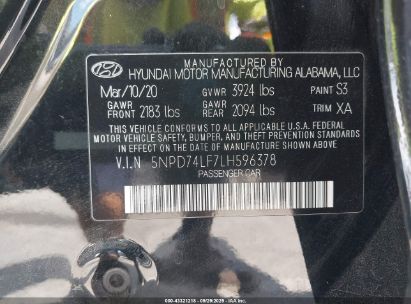 MANUFACTURED BY
HYUNDAI MOTOR MANUFACTURING ALABAMA, LLC
Mar/10/20 GVWR 3924 lbs PAINT S3
GAWR FRONT 2183 lbs GAWR REAR 2094 lbs TRIM XA
THIS VEHICLE CONFORMS TO ALL APPLICABLE FEDERAL
MOTOR VEHICLE SAFETY, BUMPER, AND THEFT PREVENTION STANDARDS
IN EFFECT ON THE DATE OF MANUFACTURE SHOWN ABOVE.
V.I.N 5NPD74LF7LH596378
PASSENGER CAR